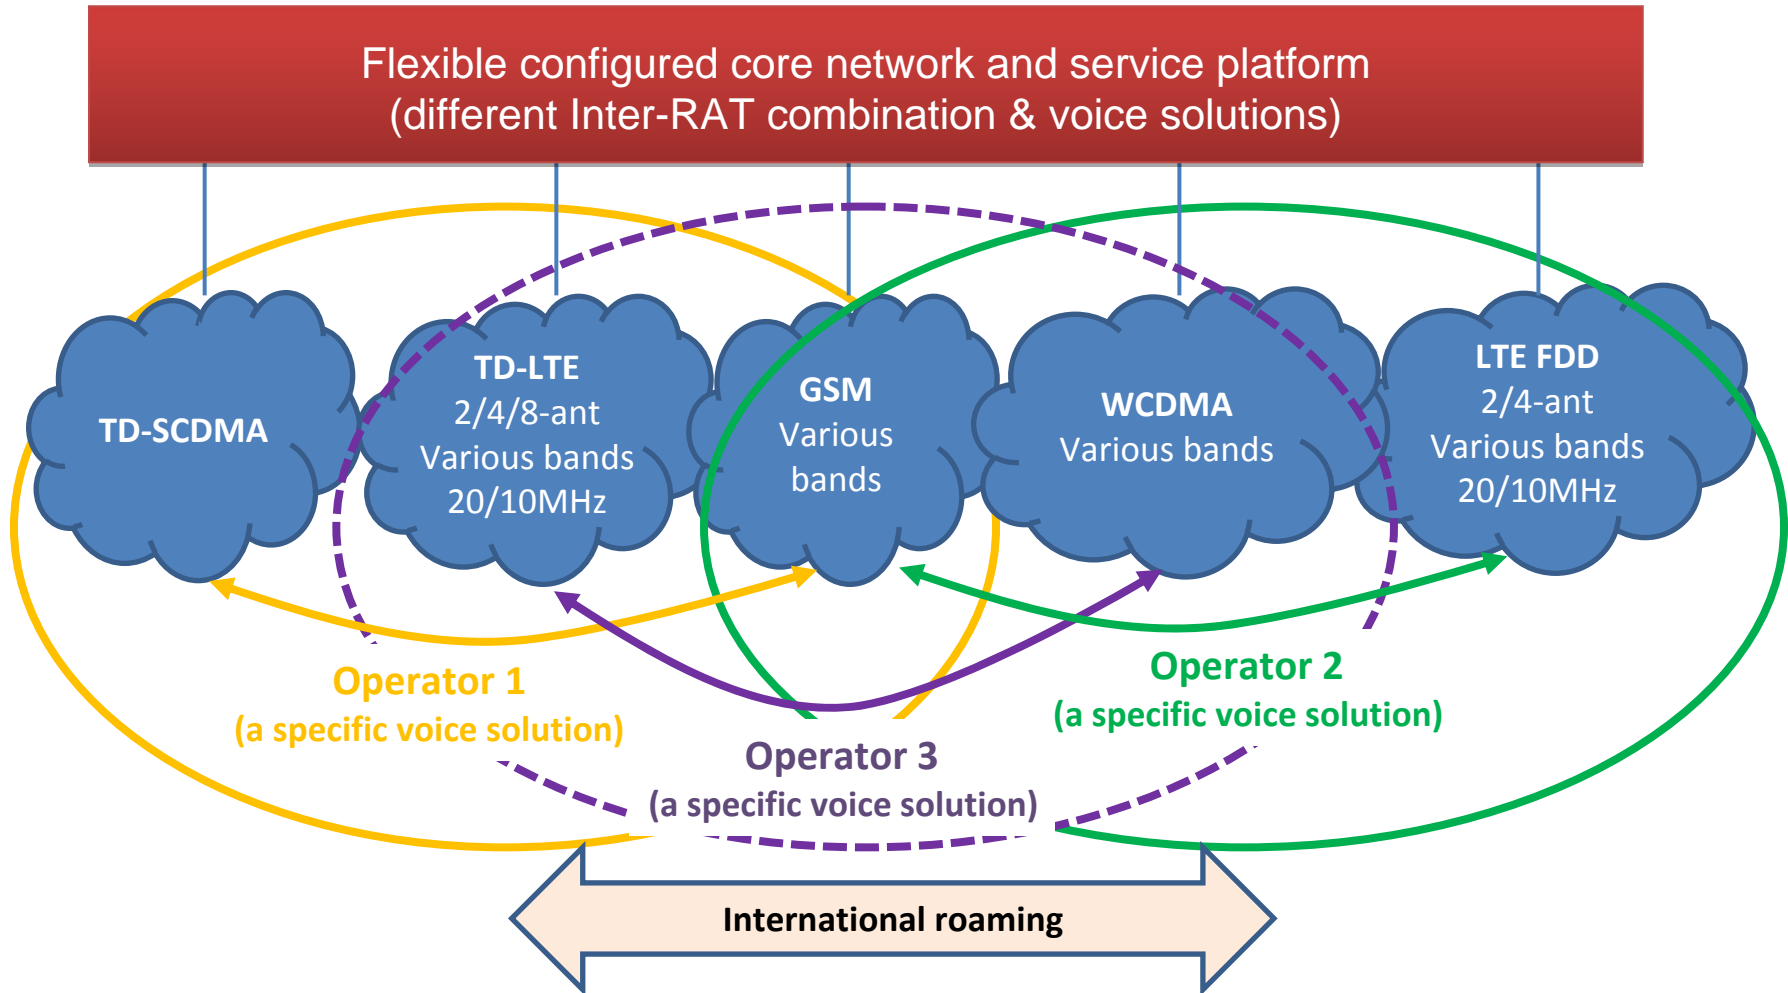 Flexible configured core network and service platform
(different Inter-RAT combination & voice solutions)
TD-SCDMA
TD-LTE
2/4/8-ant
Various bands
20/10MHz
GSM
Various
bands
WCDMA
Various bands
LTE FDD
2/4-ant
Various bands
20/10MHz
Operator 1
(a specific voice solution)
Operator 3
(a specific voice solution)
Operator 2
(a specific voice solution)
International roaming